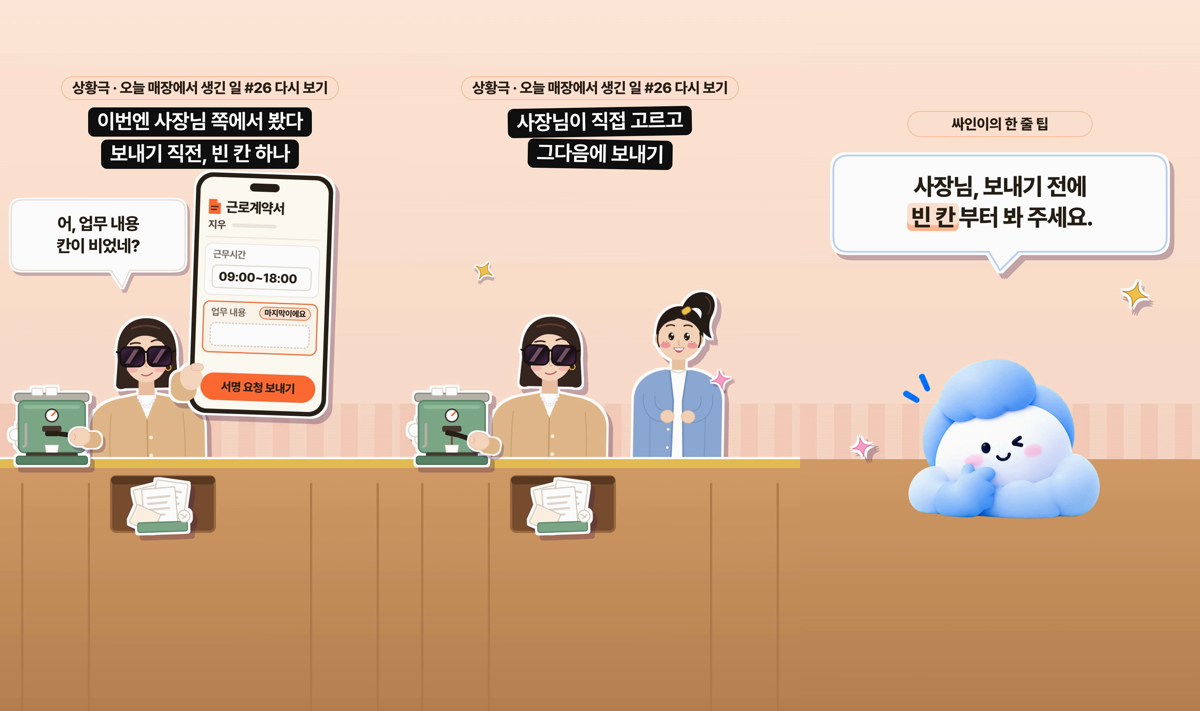 상황극 · 오늘 매장에서 생긴 일 #26 다시 보기
이번엔 사장님 쪽에서 봤다
보내기 직전, 빈 칸 하나
어, 업무 내용
칸이 비었네?
근로계약서
지우
근무시간
09:00~18:00
업무 내용
마지막이에요
서명 요청 보내기
상황극 · 오늘 매장에서 생긴 일 #26 다시 보기
사장님이 직접 고르고
그다음에 보내기
싸인이의 한 줄 팁
사장님, 보내기 전에
빈 칸부터 봐 주세요.